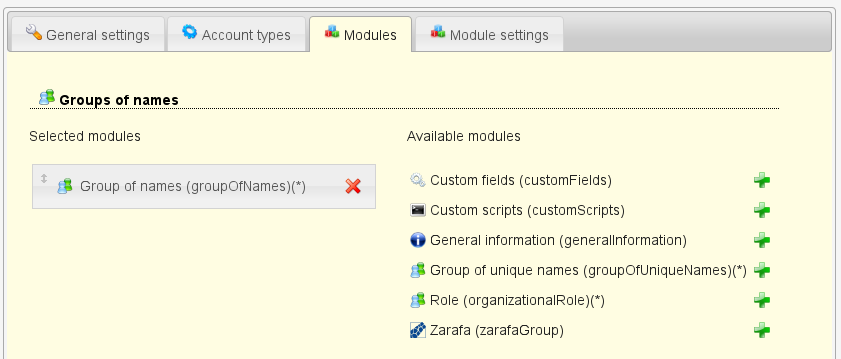 General settings
Account types
Modules
Module settings
Groups of names
Selected modules
Available modules
Group of names (groupOfNames)(*)
Custom fields (customFields)
Custom scripts (customScripts)
General information (generalInformation)
Group of unique names (groupOfUniqueNames)(*)
Role (organizationalRole)(*)
Zarafa (zarafaGroup)